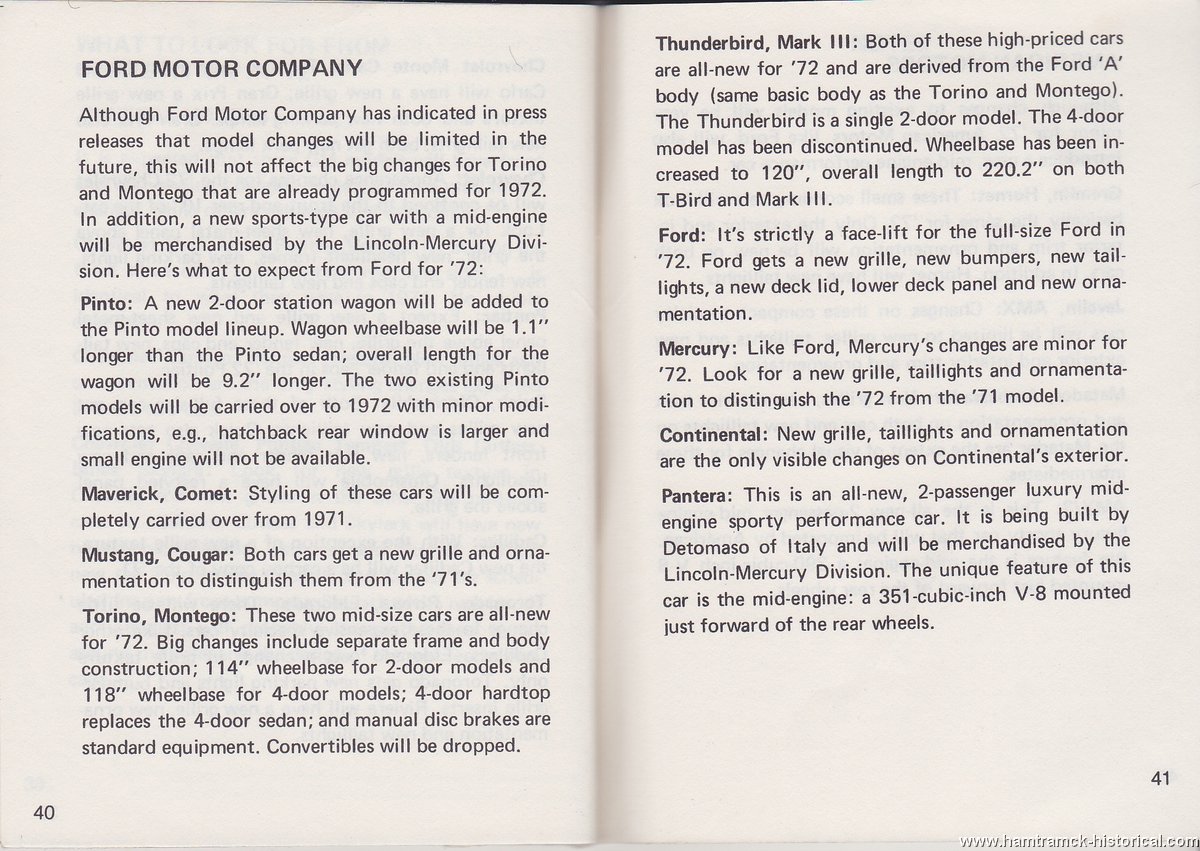 FORD MOTOR COMPANY
Although Ford Motor Company has indicated in press
releases that model changes will be limited in the
future, this will not affect the big changes for Torino
and Montego that are already programmed for 1972.
In addition, a new sports-type car with a mid-engine
will be merchandised by the Lincoln-Mercury Divi-
sion. Here's what to expect from Ford for '72:
Pinto: A new 2-door station wagon will be added to
the Pinto model lineup. Wagon wheelbase will be 1.1"
longer than the Pinto sedan; overall length for the
wagon will be 9.2" longer. The two existing Pinto
models will be carried over to 1972 with minor modi-
fications, e.g., hatchback rear window is larger and
small engine will not be available.
Maverick, Comet: Styling of these cars will be com-
pletely carried over from 1971.
Mustang, Cougar: Both cars get a new grille and orna-
mentation to distinguish them from the '71's.
Torino, Montego: These two mid-size cars are all-new
for '72. Big changes include separate frame and body
construction; 114" wheelbase for 2-door models and
118" wheelbase for 4-door models; 4-door hardtop
replaces the 4-door sedan; and manual disc brakes are
standard equipment. Convertibles will be dropped.
40
Thunderbird, Mark III: Both of these high-priced cars
are all-new for '72 and are derived from the Ford 'A'
body (same basic body as the Torino and Montego).
The Thunderbird is a single 2-door model. The 4-door
model has been discontinued. Wheelbase has been in-
creased to 120", overall length to 220.2" on both
T-Bird and Mark III.
Ford: It's strictly a face-lift for the full-size Ford in
'72. Ford gets a new grille, new bumpers, new tail-
lights, a new deck lid, lower deck panel and new orna-
mentation.
Mercury: Like Ford, Mercury's changes are minor for
'72. Look for a new grille, taillights and ornamenta-
tion to distinguish the '72 from the '71 model.
Continental: New grille, taillights and ornamentation
are the only visible changes on Continental's exterior.
Pantera: This is an all-new, 2-passenger luxury mid-
engine sporty performance car. It is being built by
Detomaso of Italy and will be merchandised by the
Lincoln-Mercury Division. The unique feature of this
car is the mid-engine: a 351-cubic-inch V-8 mounted
just forward of the rear wheels.
41
www.hamtramck-historical.com